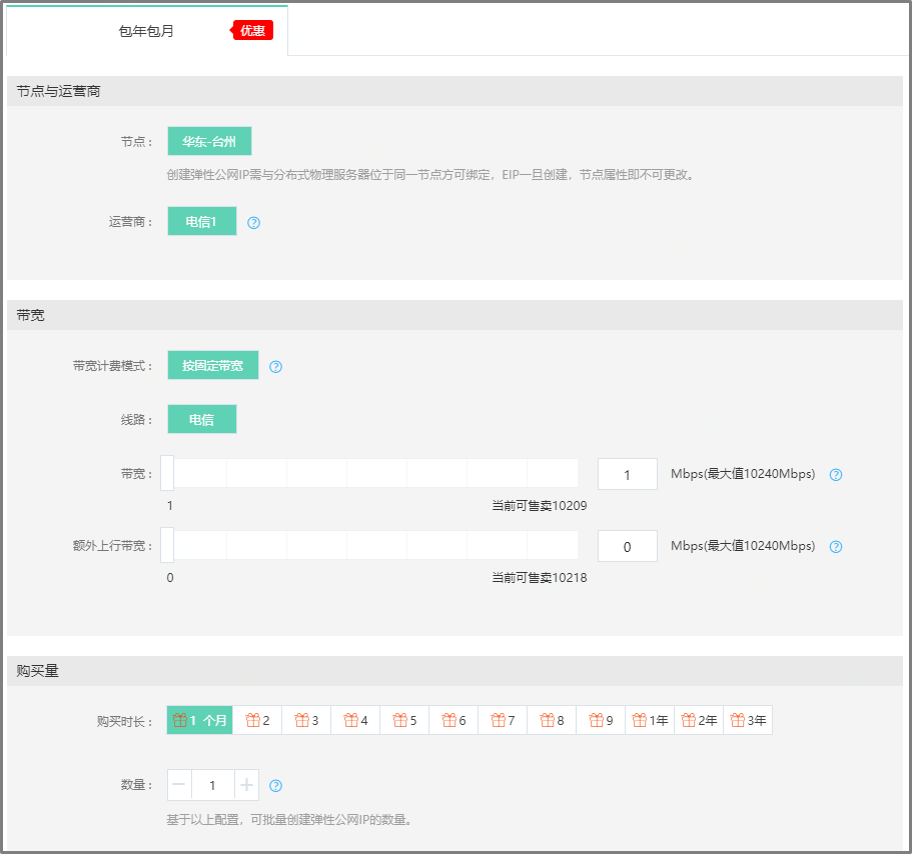 包年包月 优惠
节点与运营商
节点： 华东-台州
创建弹性公网IP需与分布式物理服务器位于同一节点方可绑定，EIP一旦创建，节点属性即不可更改。
运营商： 电信1 ?
带宽
带宽计费模式： 按固定带宽 ?
线路： 电信
带宽： 1 Mbps(最大值10240Mbps) ?
1 当前可售卖10209
额外上行带宽： 0 Mbps(最大值10240Mbps) ?
0 当前可售卖10218
购买量
购买时长： 1 个月 2 3 4 5 6 7 8 9 1年 2年 3年
数量： － 1 + ?
基于以上配置，可批量创建弹性公网IP的数量。